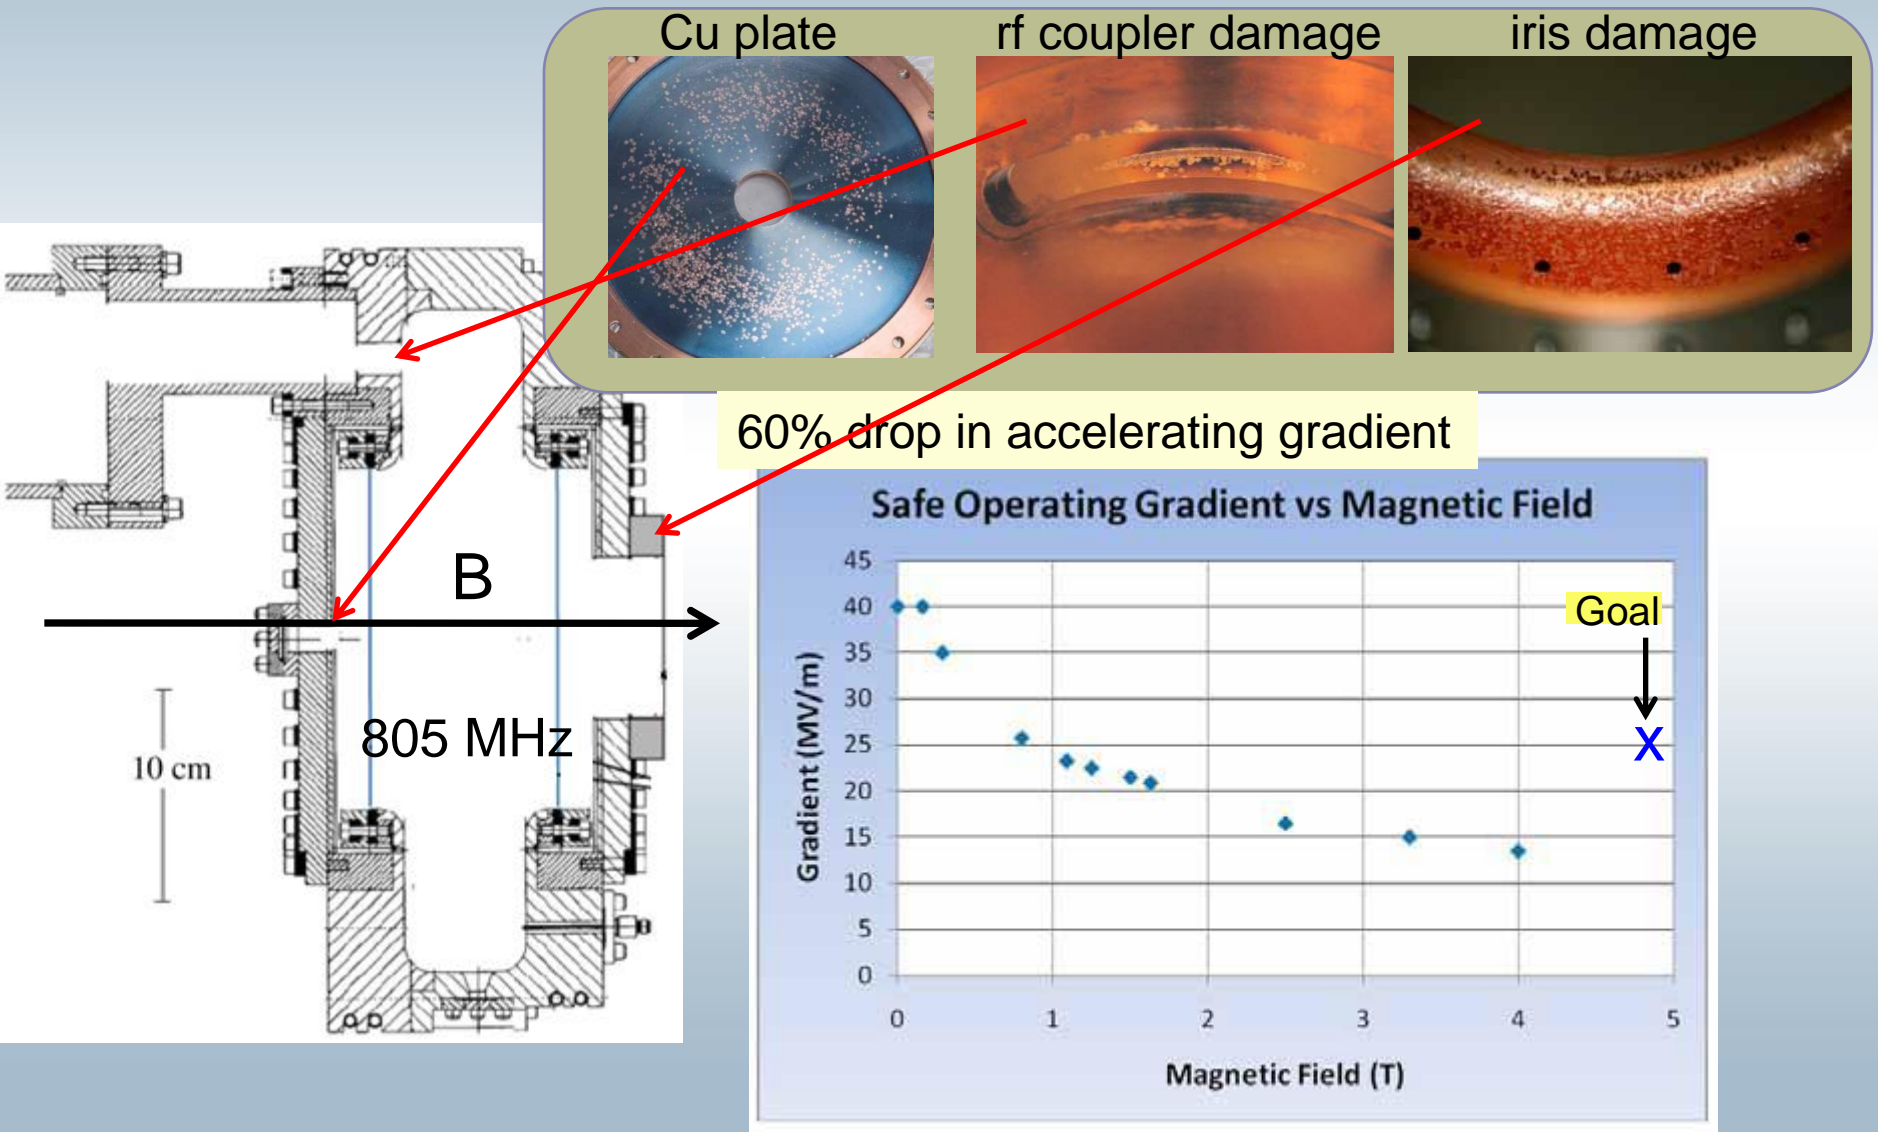 Cu plate
rf coupler damage
iris damage
60% drop in accelerating gradient
B
805 MHz
10 cm
Safe Operating Gradient vs Magnetic Field
Gradient (MV/m)
45
40
35
30
25
20
15
10
5
0
Goal
X
0 1 2 3 4 5
Magnetic Field (T)